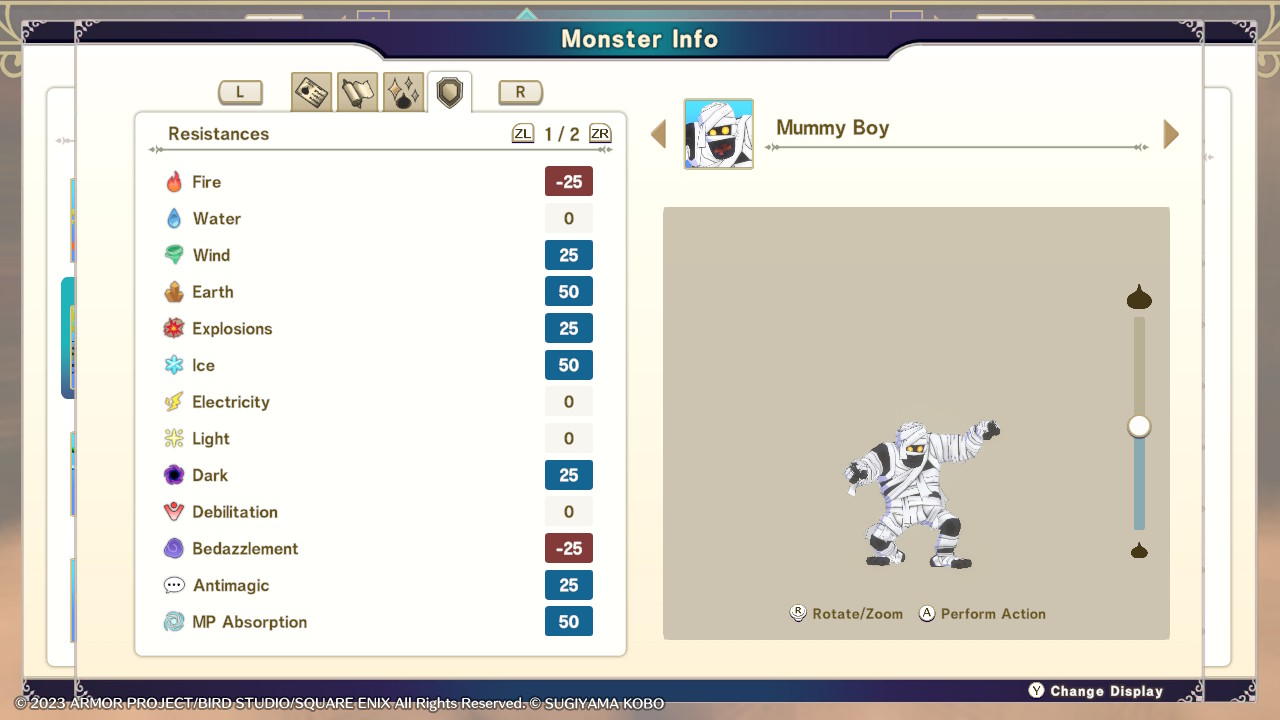 Monster Info
L R
Resistances ZL 1 / 2 ZR
Mummy Boy
Fire -25
Water 0
Wind 25
Earth 50
Explosions 25
Ice 50
Electricity 0
Light 0
Dark 25
Debilitation 0
Bedazzlement -25
Antimagic 25
MP Absorption 50
R Rotate/Zoom A Perform Action
Y Change Display
© 2023 ARMOR PROJECT/BIRD STUDIO/SQUARE ENIX All Rights Reserved. © SUGIYAMA KOBO